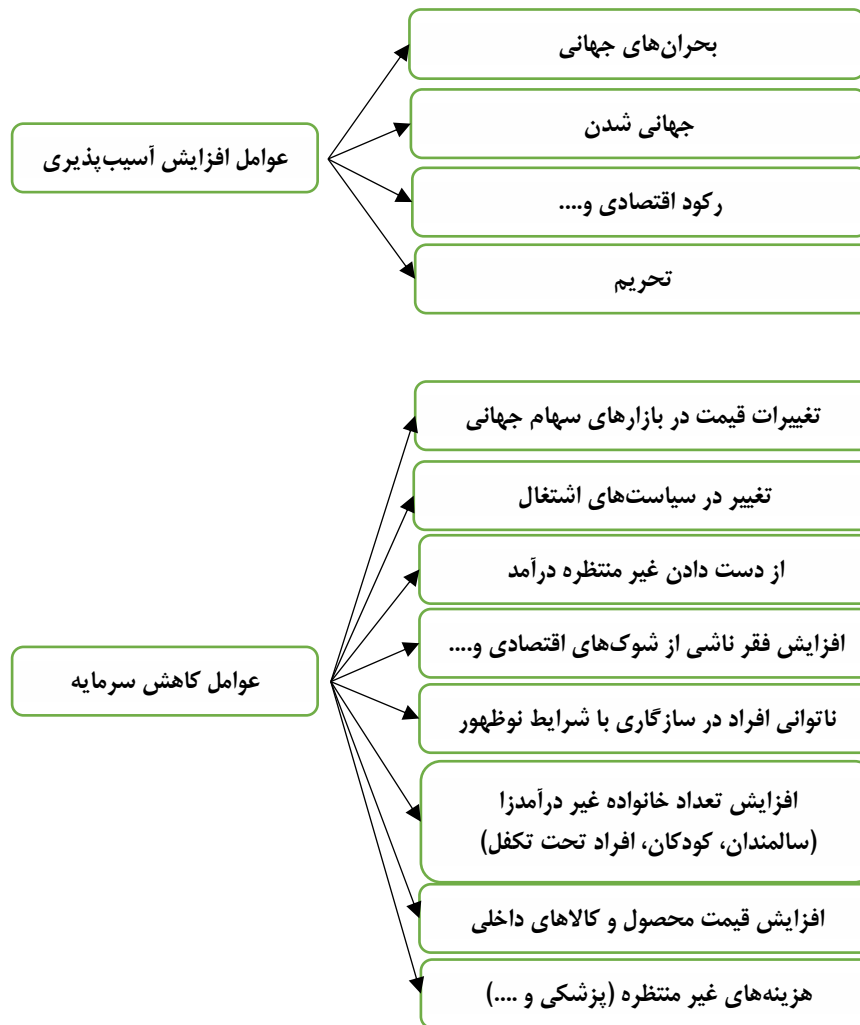 عوامل افزایش آسیب‌پذیری
بحران‌های جهانی
جهانی شدن
رکود اقتصادی و....
تحریم
عوامل کاهش سرمایه
تغییرات قیمت در بازارهای سهام جهانی
تغییر در سیاست‌های اشتغال
از دست دادن غیر منتظره درآمد
افزایش فقر ناشی از شوک‌های اقتصادی و....
ناتوانی افراد در سازگاری با شرایط نوظهور
افزایش تعداد خانواده غیر درآمدزا
(سالمندان، کودکان، افراد تحت تکفل)
افزایش قیمت محصول و کالاهای داخلی
هزینه‌های غیر منتظره (پزشکی و ....)